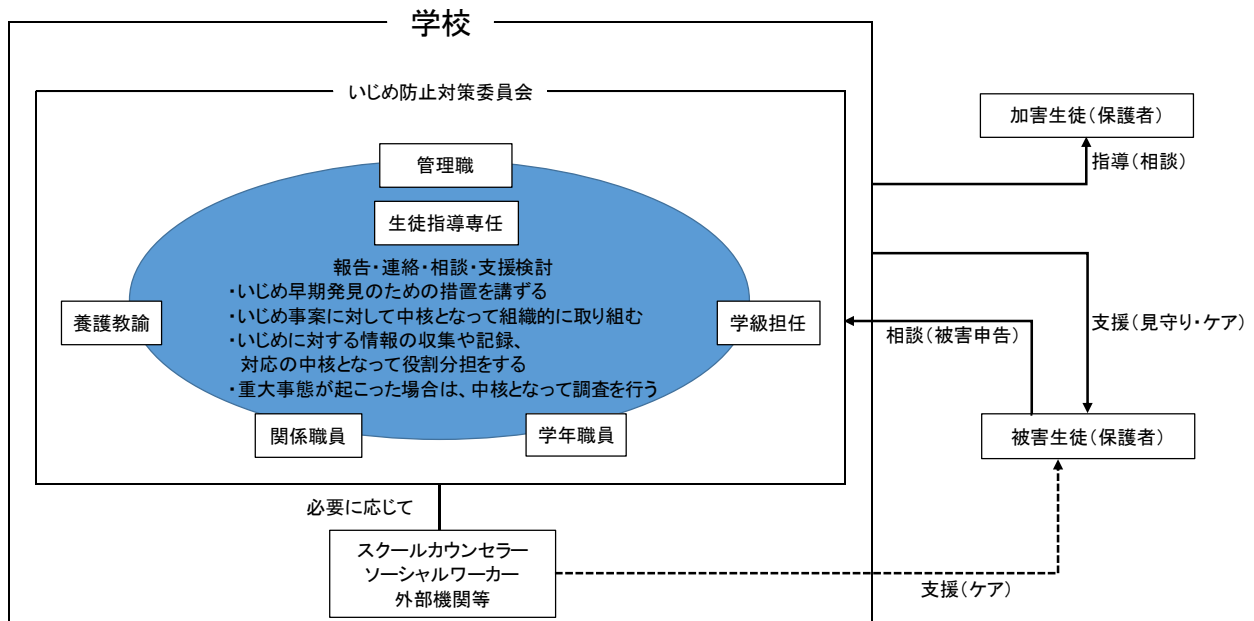 学校
いじめ防止対策委員会
管理職
生徒指導専任
報告・連絡・相談・支援検討
・いじめ早期発見のための措置を講ずる
・いじめ事案に対して中核となって組織的に取り組む
・いじめに対する情報の収集や記録、
対応の中核となって役割分担をする
・重大事態が起こった場合は、中核となって調査を行う
養護教諭
学級担任
関係職員
学年職員
必要に応じて
スクールカウンセラー
ソーシャルワーカー
外部機関等
加害生徒(保護者)
指導(相談)
相談(被害申告)
支援(見守り・ケア)
被害生徒(保護者)
支援(ケア)